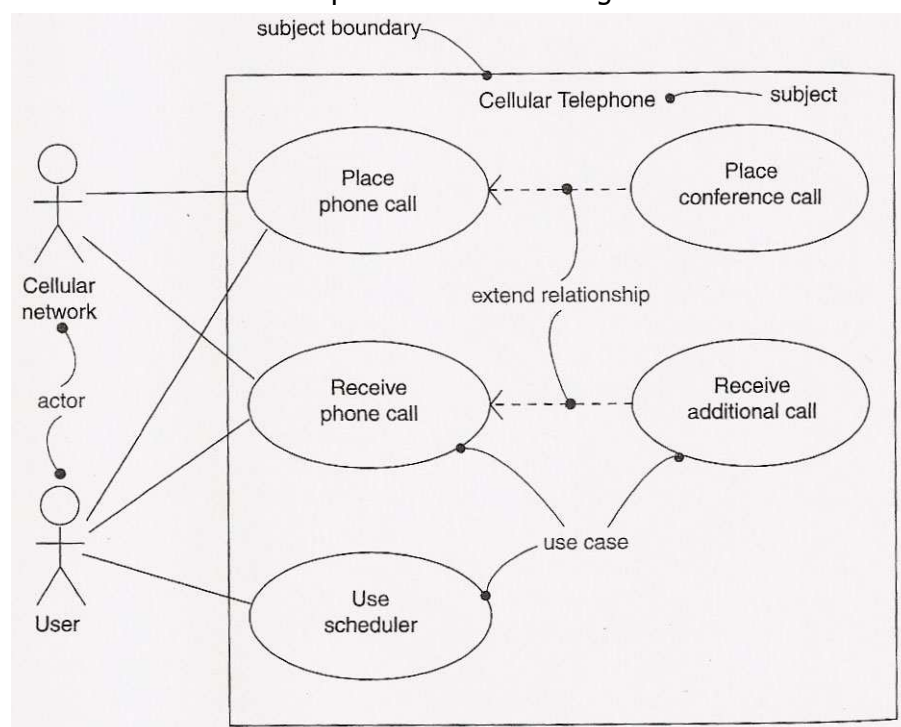 subject boundary
Cellular Telephone
subject
Place
phone call
Place
conference call
Cellular
network
extend relationship
actor
Receive
phone call
Receive
additional call
use case
Use
scheduler
User